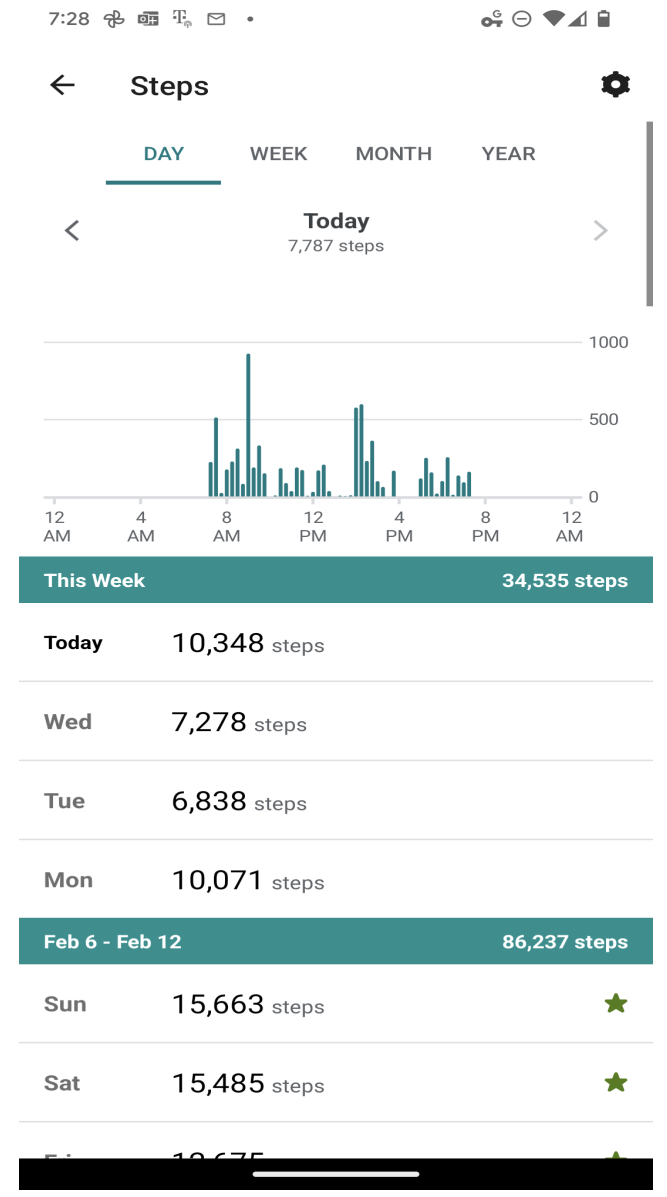 7:28
Steps
DAY WEEK MONTH YEAR
Today
7,787 steps
1000
500
0
12 AM 4 AM 8 AM 12 PM 4 PM 8 PM 12 AM
This Week 34,535 steps
Today 10,348 steps
Wed 7,278 steps
Tue 6,838 steps
Mon 10,071 steps
Feb 6 - Feb 12 86,237 steps
Sun 15,663 steps
Sat 15,485 steps